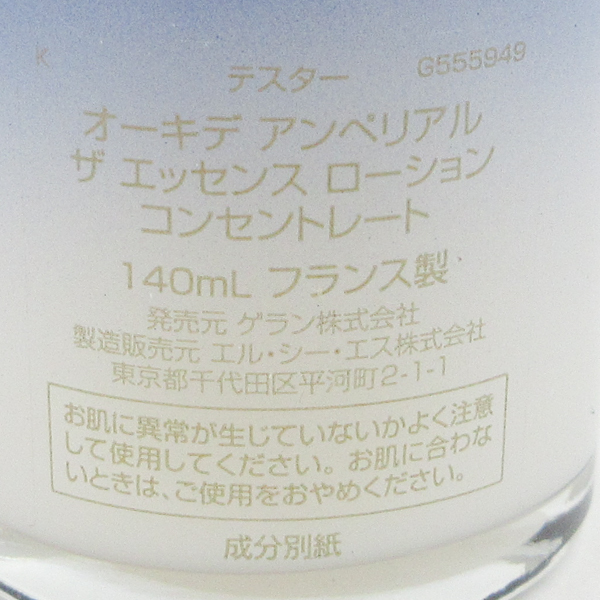 K
テスター G555949
オーキデ アンペリアル
ザ エッセンス ローション
コンセントレート
140mL フランス製
発売元 ゲラン株式会社
製造販売元 エル・シー・エス株式会社
東京都千代田区平河町2-1-1
お肌に異常が生じていないかよく注意
して使用してください。お肌に合わな
いときは、ご使用をおやめください。
成分別紙